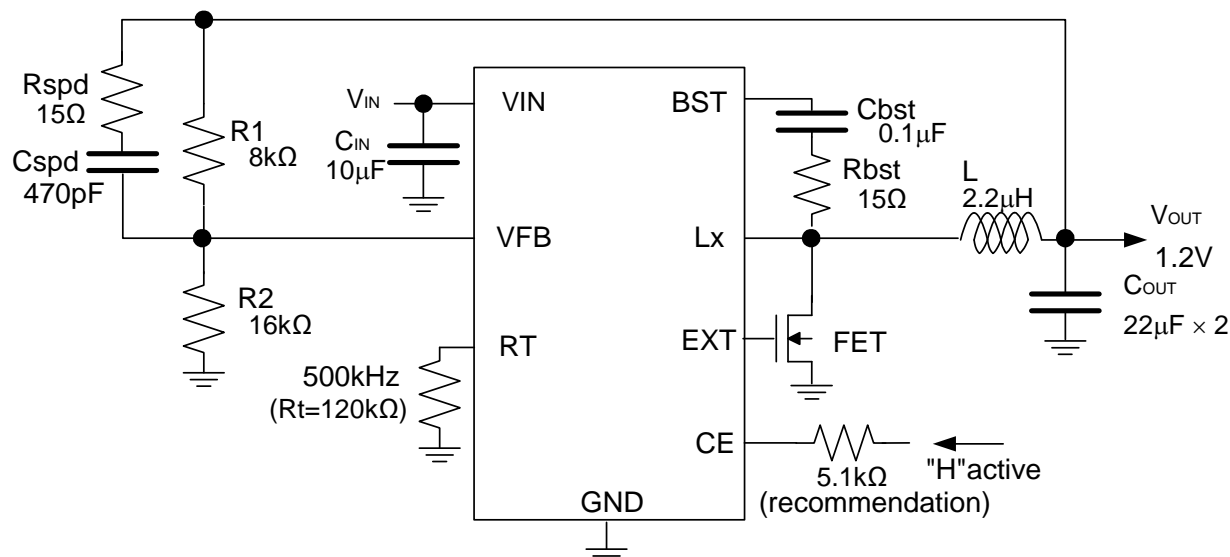 Rspd
15Ω
Cspd
470pF
R1
8kΩ
R2
16kΩ
VIN
CIN
10μF
500kHz
(Rt=120kΩ)
VIN
VFB
RT
GND
BST
Lx
EXT
CE
Cbst
0.1μF
Rbst
15Ω
L
2.2μH
FET
5.1kΩ
(recommendation)
"H"active
VOUT
1.2V
COUT
22μF × 2